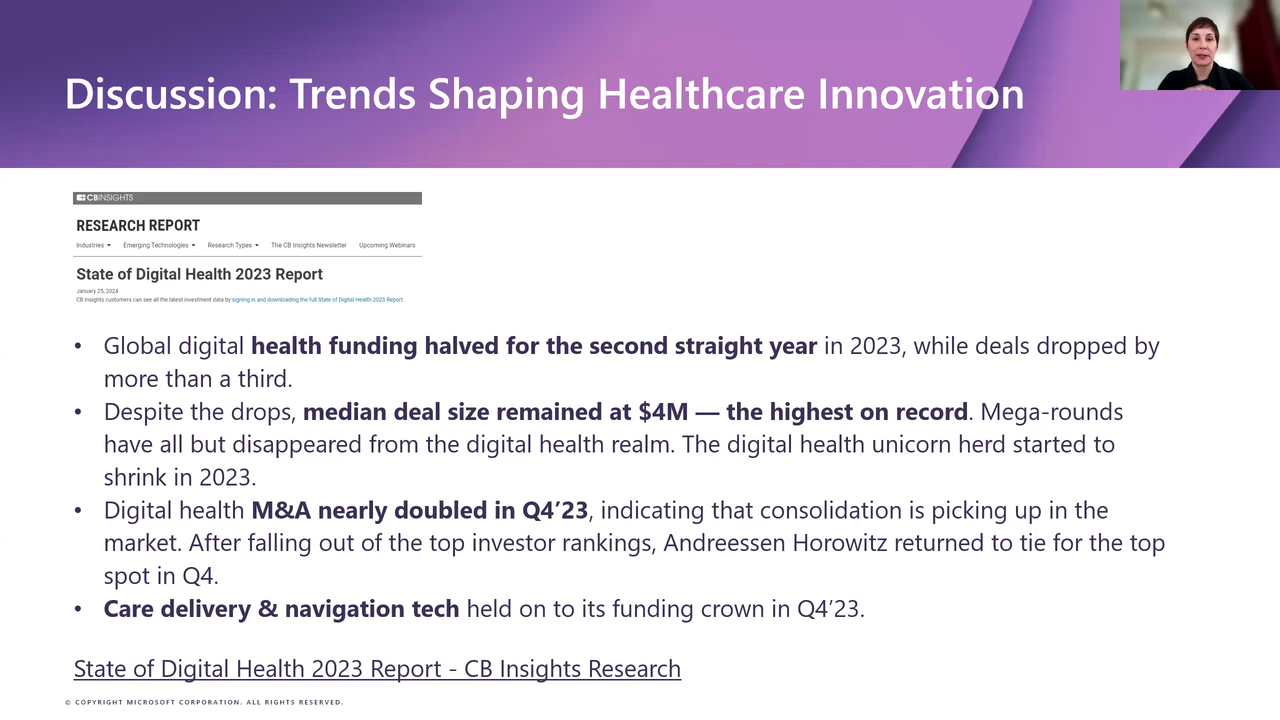 Discussion: Trends Shaping Healthcare Innovation
CBINSIGHTS
RESEARCH REPORT
Industries Emerging Technologies Research Types The CB Insights Newsletter Upcoming Webinars
State of Digital Health 2023 Report
January 25, 2024
CB Insights customers can see all the latest investment data by signing in and downloading the full State of Digital Health 2023 Report.
• Global digital health funding halved for the second straight year in 2023, while deals dropped by
more than a third.
• Despite the drops, median deal size remained at $4M — the highest on record. Mega-rounds
have all but disappeared from the digital health realm. The digital health unicorn herd started to
shrink in 2023.
• Digital health M&A nearly doubled in Q4’23, indicating that consolidation is picking up in the
market. After falling out of the top investor rankings, Andreessen Horowitz returned to tie for the top
spot in Q4.
• Care delivery & navigation tech held on to its funding crown in Q4’23.
State of Digital Health 2023 Report - CB Insights Research
© COPYRIGHT MICROSOFT CORPORATION. ALL RIGHTS RESERVED.